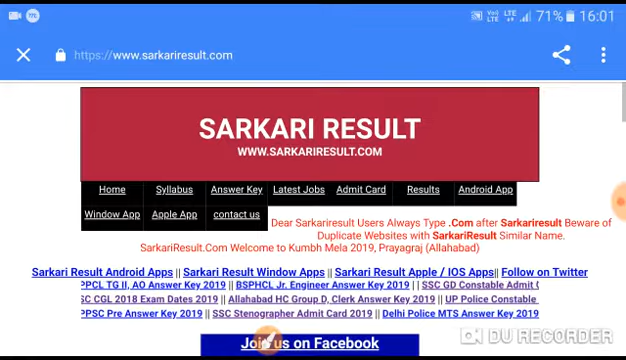 71% 16:01
https://www.sarkariresult.com
SARKARI RESULT
WWW.SARKARIRESULT.COM
Home Syllabus Answer Key Latest Jobs Admit Card Results Android App
Window App Apple App contact us
Dear Sarkariresult Users Always Type .Com after Sarkariresult Beware of
Duplicate Websites with SarkariResult Similar Name.
SarkariResult.Com Welcome to Kumbh Mela 2019, Prayagraj (Allahabad)
Sarkari Result Android Apps || Sarkari Result Window Apps || Sarkari Result Apple / IOS Apps|| Follow on Twitter
PPCL TG II, AO Answer Key 2019 || BSPHCL Jr. Engineer Answer Key 2019 || SSC GD Constable Admit C
SC CGL 2018 Exam Dates 2019 || Allahabad HC Group D, Clerk Answer Key 2019 || UP Police Constable
PPSC Pre Answer Key 2019 || SSC Stenographer Admit Card 2019 || Delhi Police MTS Answer Key 2019
Join us on Facebook
DU RECORDER